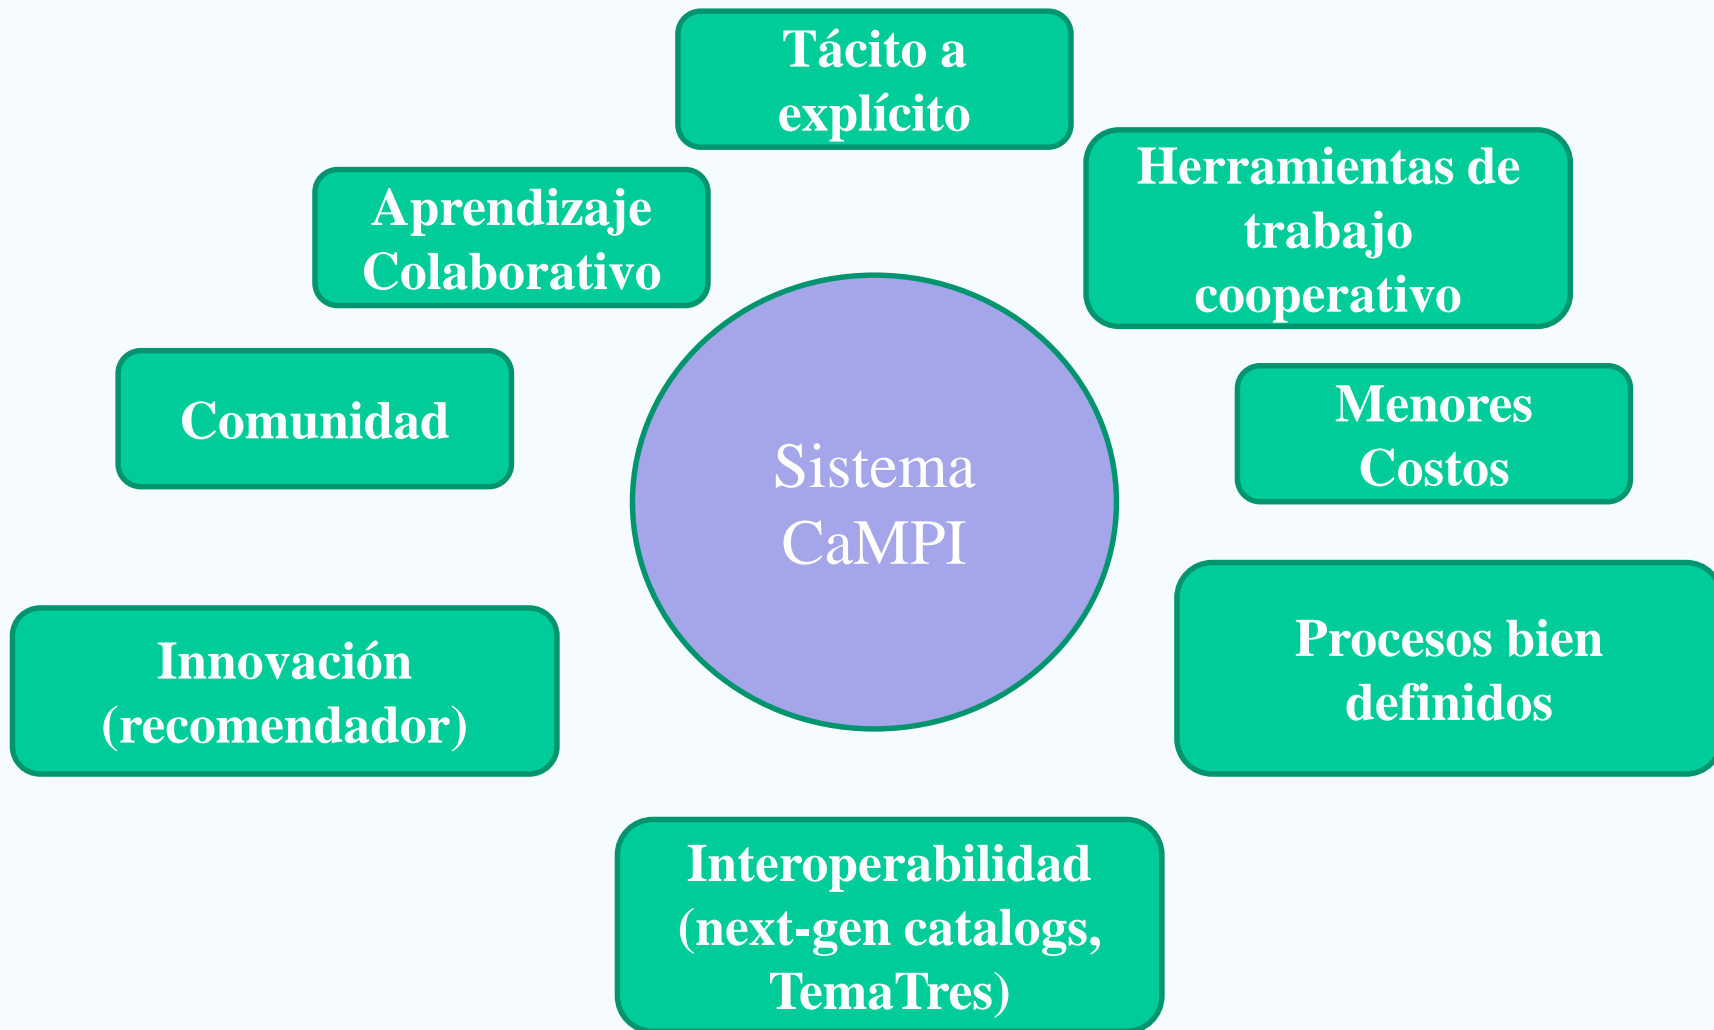 Tácito a
explícito
Herramientas de
trabajo
cooperativo
Aprendizaje
Colaborativo
Comunidad
Menores
Costos
Sistema
CaMPI
Innovación
(recomendador)
Procesos bien
definidos
Interoperabilidad
(next-gen catalogs,
TemaTres)